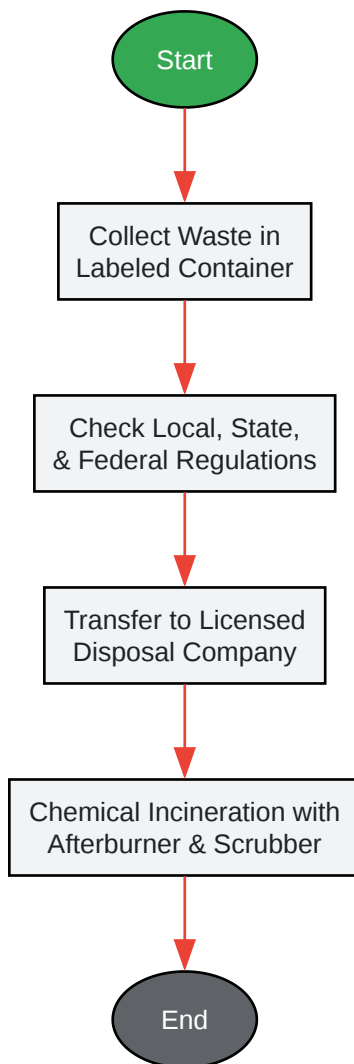 Start
Collect Waste in
Labeled Container
Check Local, State,
& Federal Regulations
Transfer to Licensed
Disposal Company
Chemical Incineration with
Afterburner & Scrubber
End